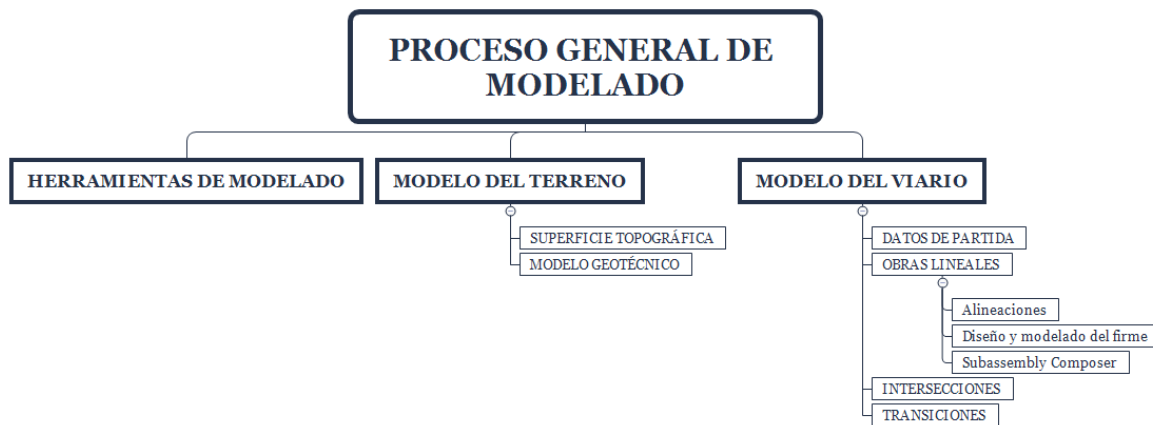 PROCESO GENERAL DE
MODELADO
HERRAMIENTAS DE MODELADO
MODELO DEL TERRENO
SUPERFICIE TOPOGRÁFICA
MODELO GEOTÉCNICO
MODELO DEL VIARIO
DATOS DE PARTIDA
OBRAS LINEALES
Alineaciones
Diseño y modelado del firme
Subassembly Composer
INTERSECCIONES
TRANSICIONES